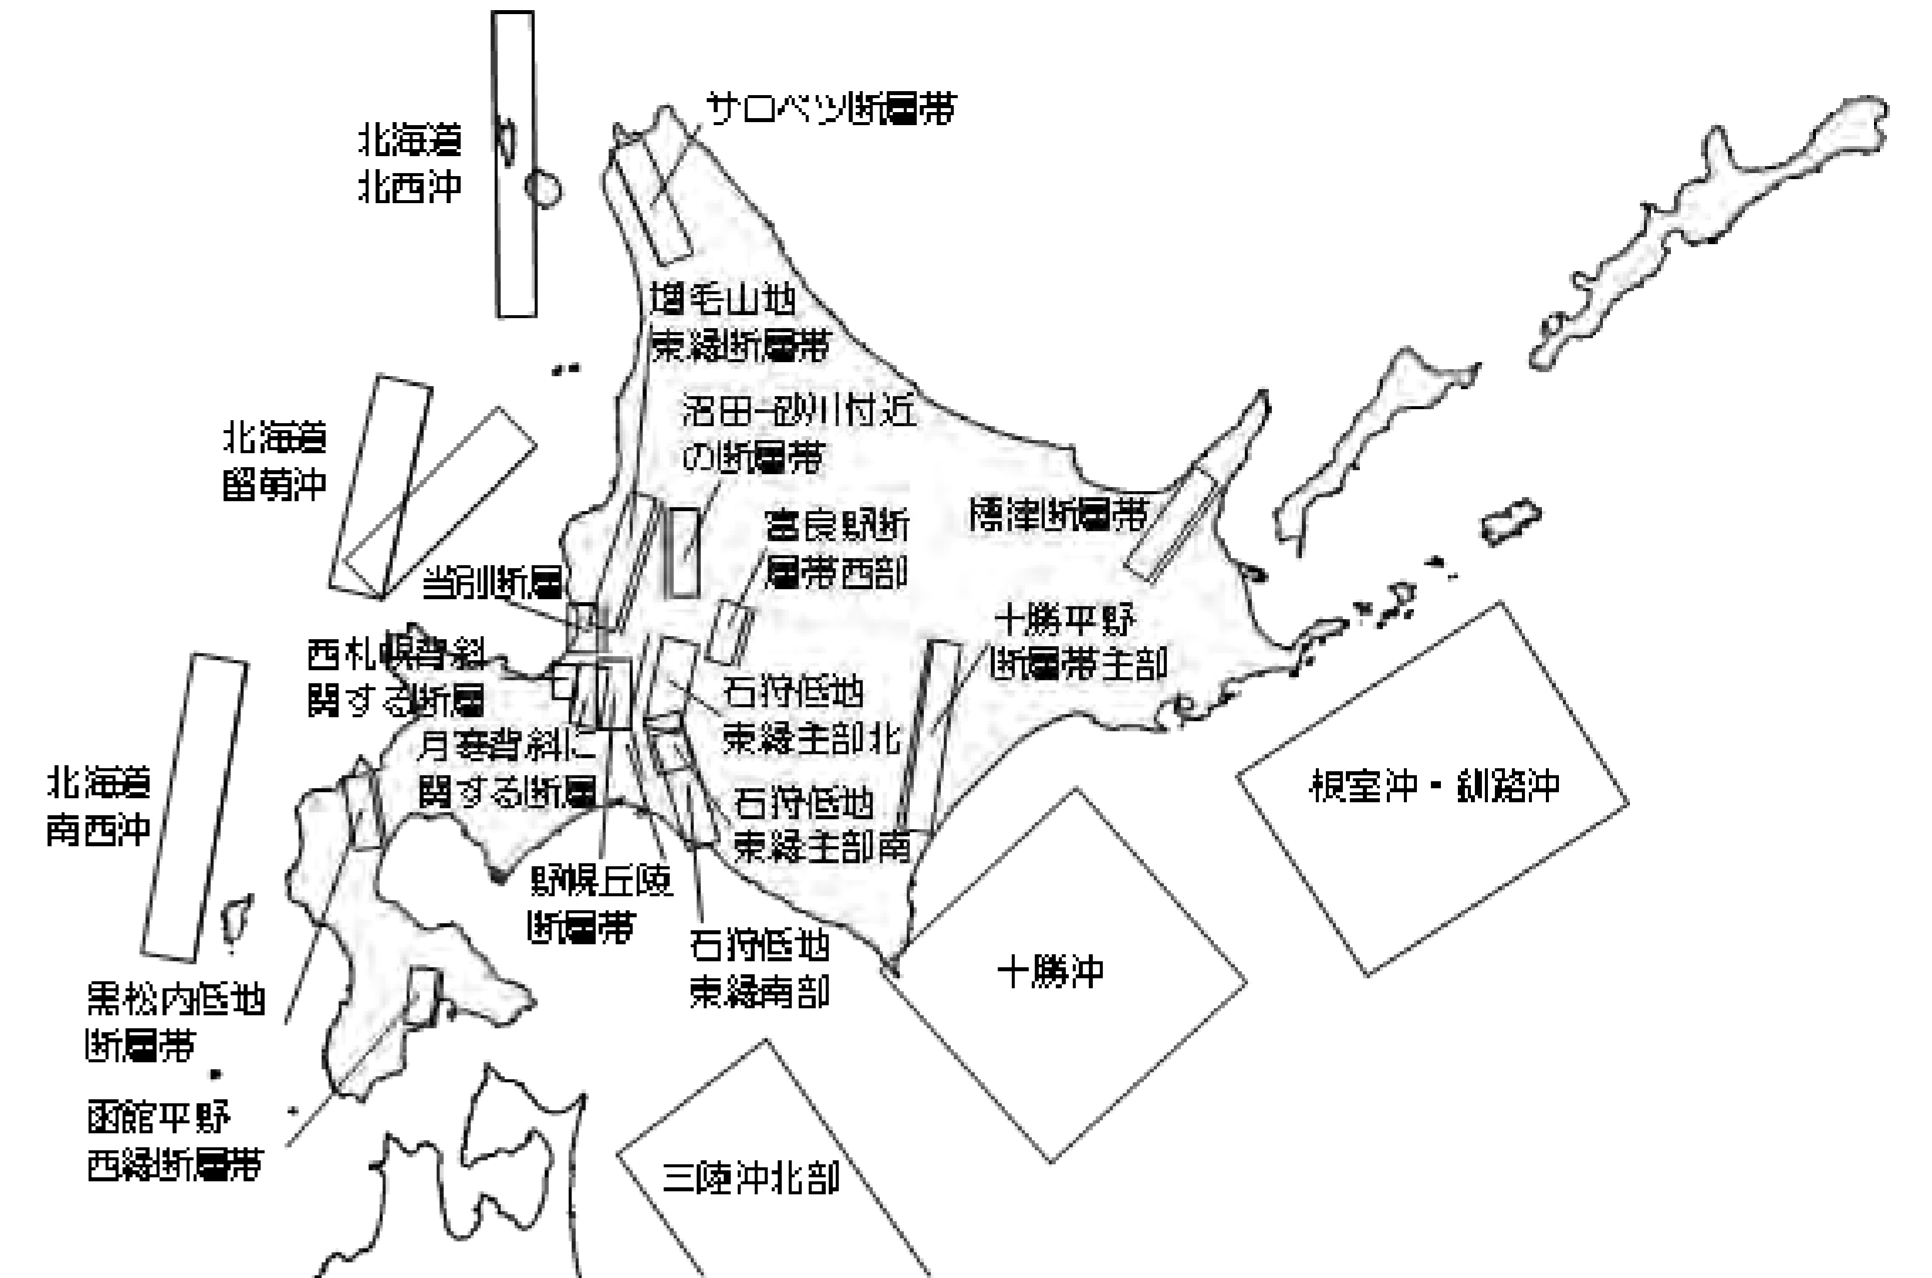 サロベツ断層帯
北海道
北西沖
増毛山地
東縁断層帯
沼田-砂川付近
の断層帯
北海道
留萌沖
標津断層帯
富良野断
層帯西部
当別断層
十勝平野
断層帯主部
西札幌背斜
関する断層
石狩低地
東縁主部北
月寒背斜に
関する断層
北海道
南西沖
根室沖・釧路沖
石狩低地
東縁主部南
野幌丘陵
断層帯
石狩低地
東縁南部
十勝沖
黒松内低地
断層帯
函館平野
西縁断層帯
三陸沖北部